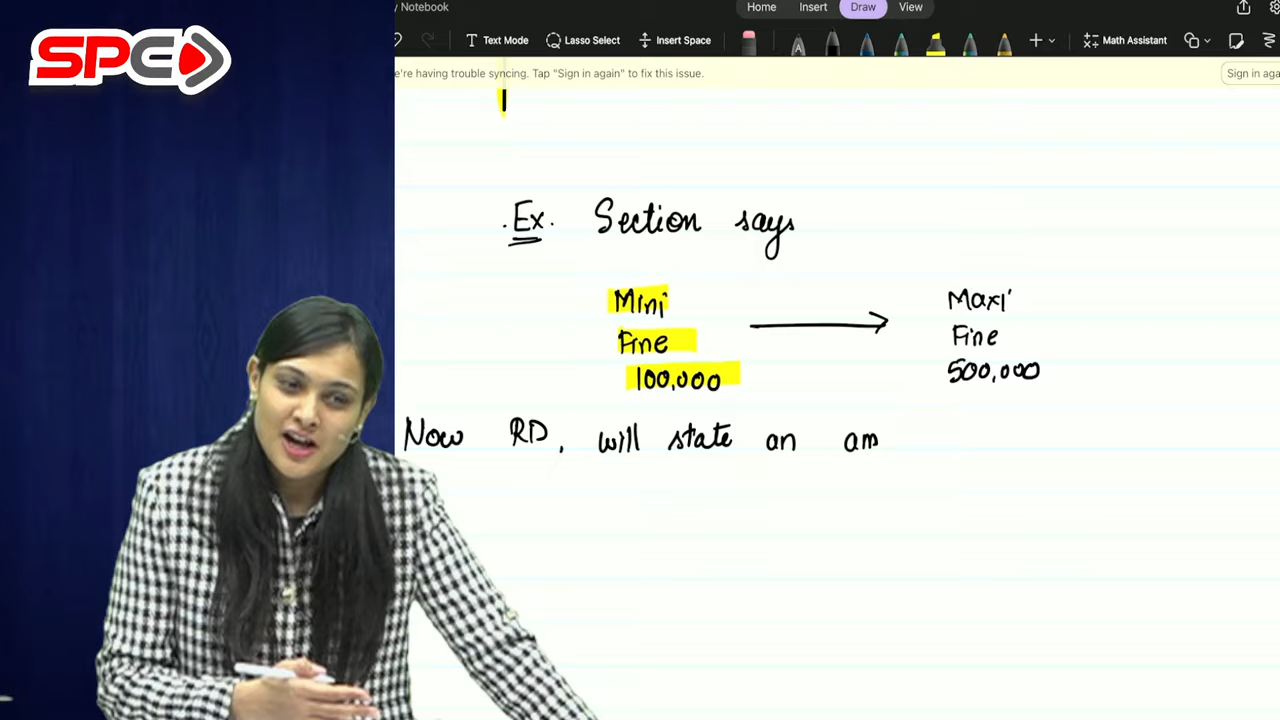 SPE
y Notebook
Home Insert Draw View
Text Mode Lasso Select Insert Space Math Assistant
're having trouble syncing. Tap "Sign in again" to fix this issue. Sign in aga
. Ex. Section says
Mini Maxi
Fine Fine
100,000 500,000
Now RD, will state an am